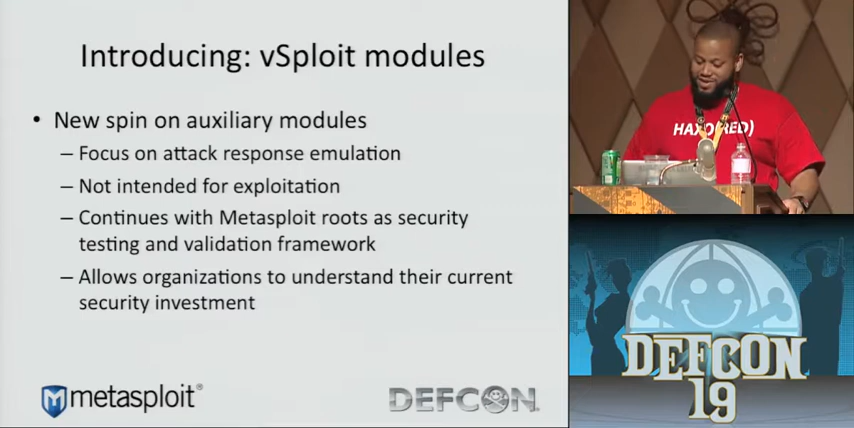 Introducing: vSploit modules
• New spin on auxiliary modules
– Focus on attack response emulation
– Not intended for exploitation
– Continues with Metasploit roots as security
testing and validation framework
– Allows organizations to understand their current
security investment
metasploit®
DEFCON
HAXO(RED)
DEFCON
19